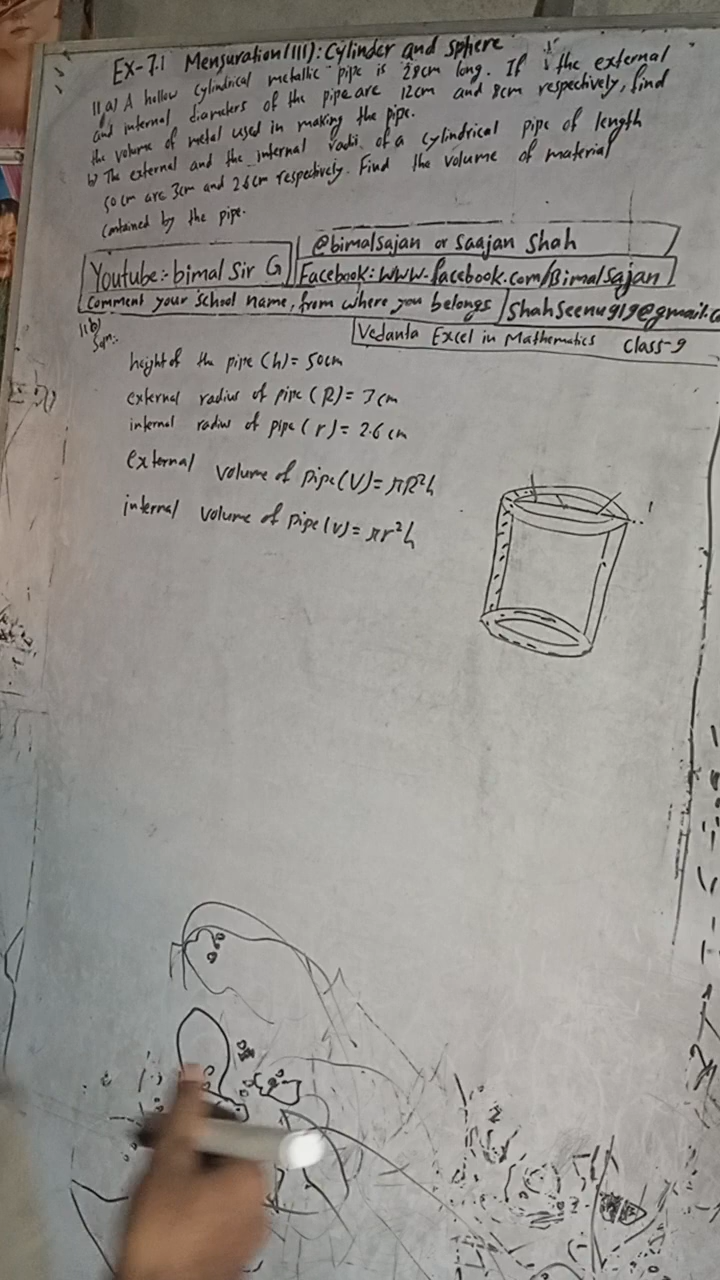 Ex-7.1 Mensuration(III): Cylinder and sphere
11.a) A hollow cylindrical metallic pipe is 28cm long. If the external
and internal diameters of the pipe are 12cm and 8cm respectively, find
the volume of metal used in making the pipe.
b) The external and the internal radii of a cylindrical pipe of length
50cm are 3cm and 2.6cm respectively. Find the volume of material
contained by the pipe.
@bimalsajan or Saajan Shah
Youtube:- bimal Sir G
Facebook: www.facebook.com/Bimalsajan
Comment your school name, from where you belongs
shahseenu919@gmail.c
Vedanta Excel in Mathematics Class-9
11b)
Soln:-
height of the pipe (h) = 50cm
external radius of pipe (R) = 3cm
internal radius of pipe (r) = 2.6 cm
external volume of pipe (V) = πR²h
internal volume of pipe (v) = πr²h